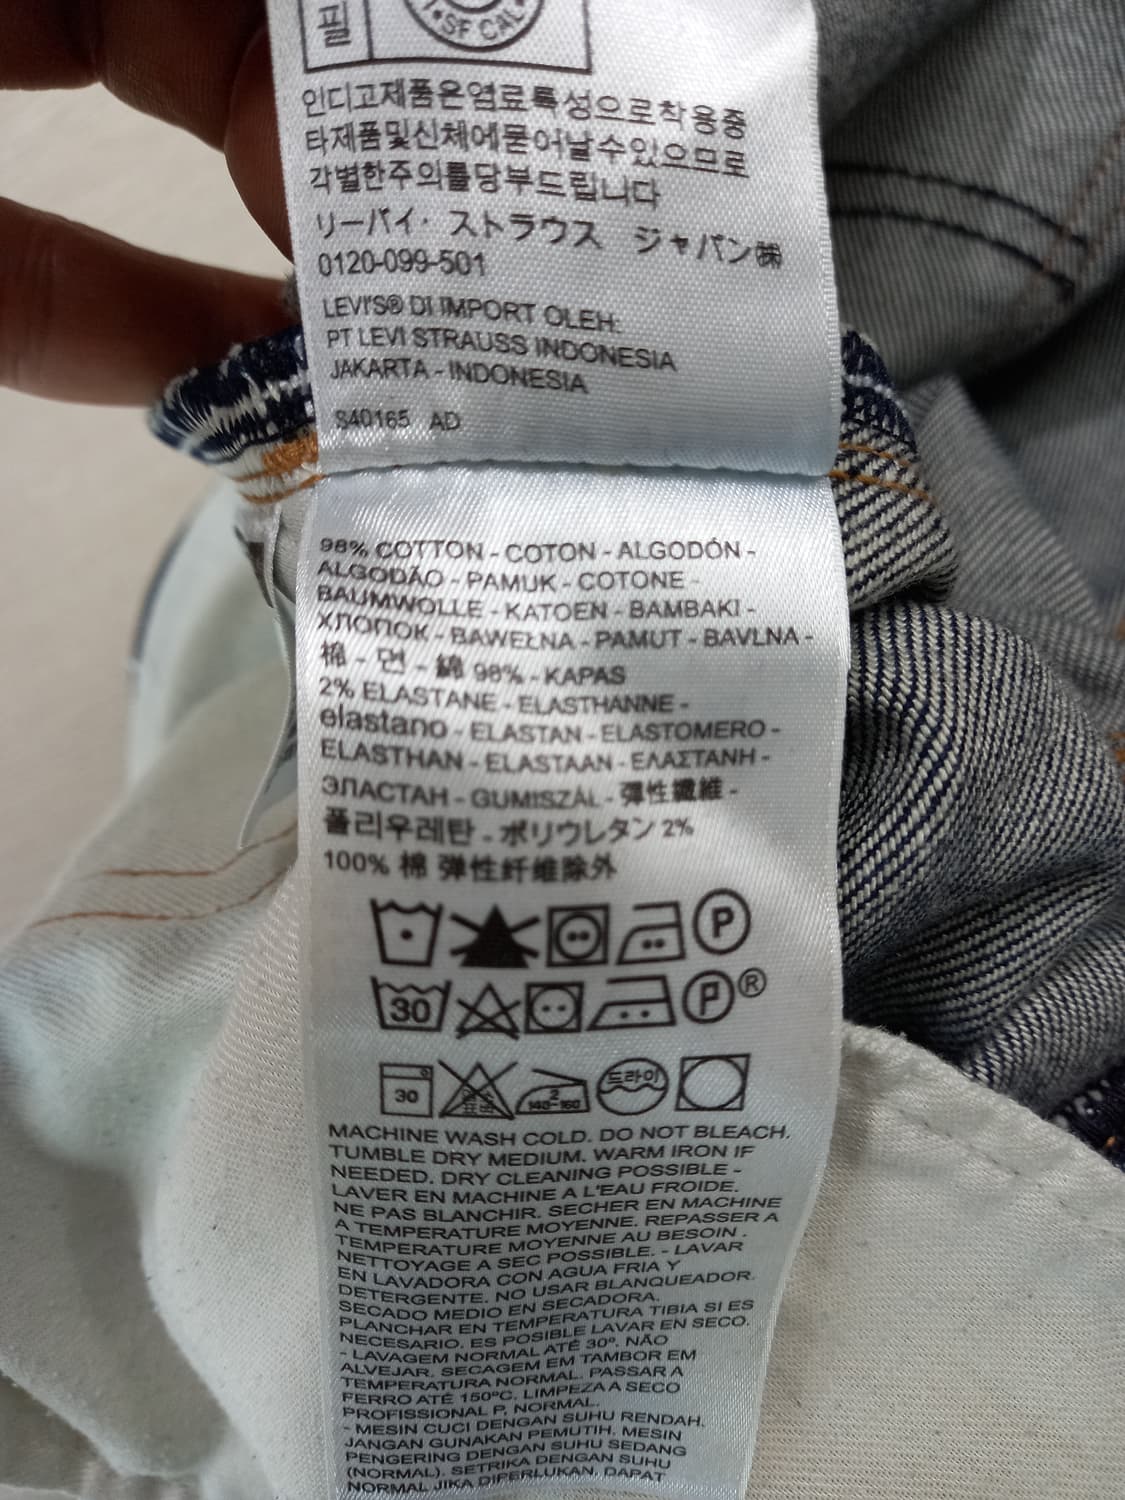 골
SF CAL
인디고제품은염료특성으로착용중
타제품및신체에묻어날수있으므로
각별한주의를당부드립니다
リーバイ・ストラウス ジャパン㈱
0120-099-501
LEVI'S® DI IMPORT OLEH:
PT LEVI STRAUSS INDONESIA
JAKARTA - INDONESIA
S40165 AD
98% COTTON - COTON - ALGODÓN -
ALGODÃO - PAMUK - COTONE -
BAUMWOLLE - KATOEN - BAMBAKI -
ХЛОПОК - BAWEŁNA - PAMUT - BAVLNA -
棉 - 면 - 綿 98% - KAPAS
2% ELASTANE - ELASTHANNE -
elastano - ELASTAN - ELASTOMERO -
ELASTHAN - ELASTAAN - ΕΛΑΣΤΑΝΗ -
ЭЛАСТАН - GUMISZÁL - 彈性纖維 -
폴리우레탄 - ポリウレタン 2%
100% 棉 弹性纤维除外
P
30 P®
30 140-160 드라이
MACHINE WASH COLD. DO NOT BLEACH.
TUMBLE DRY MEDIUM. WARM IRON IF
NEEDED. DRY CLEANING POSSIBLE -
LAVER EN MACHINE A L'EAU FROIDE.
NE PAS BLANCHIR. SECHER EN MACHINE
A TEMPERATURE MOYENNE. REPASSER A
TEMPERATURE MOYENNE AU BESOIN.
NETTOYAGE A SEC POSSIBLE. - LAVAR
EN LAVADORA CON AGUA FRIA Y
DETERGENTE. NO USAR BLANQUEADOR.
SECADO MEDIO EN SECADORA.
PLANCHAR EN TEMPERATURA TIBIA SI ES
NECESARIO. ES POSIBLE LAVAR EN SECO.
- LAVAGEM NORMAL ATÉ 30º. NÃO
ALVEJAR. SECAGEM EM TAMBOR EM
TEMPERATURA NORMAL. PASSAR A
FERRO ATÉ 150ºC. LIMPEZA A SECO
PROFISSIONAL P, NORMAL.
- MESIN CUCI DENGAN SUHU RENDAH.
JANGAN GUNAKAN PEMUTIH. MESIN
PENGERING DENGAN SUHU SEDANG
(NORMAL). SETRIKA DENGAN SUHU
NORMAL JIKA DIPERLUKAN. DAPAT